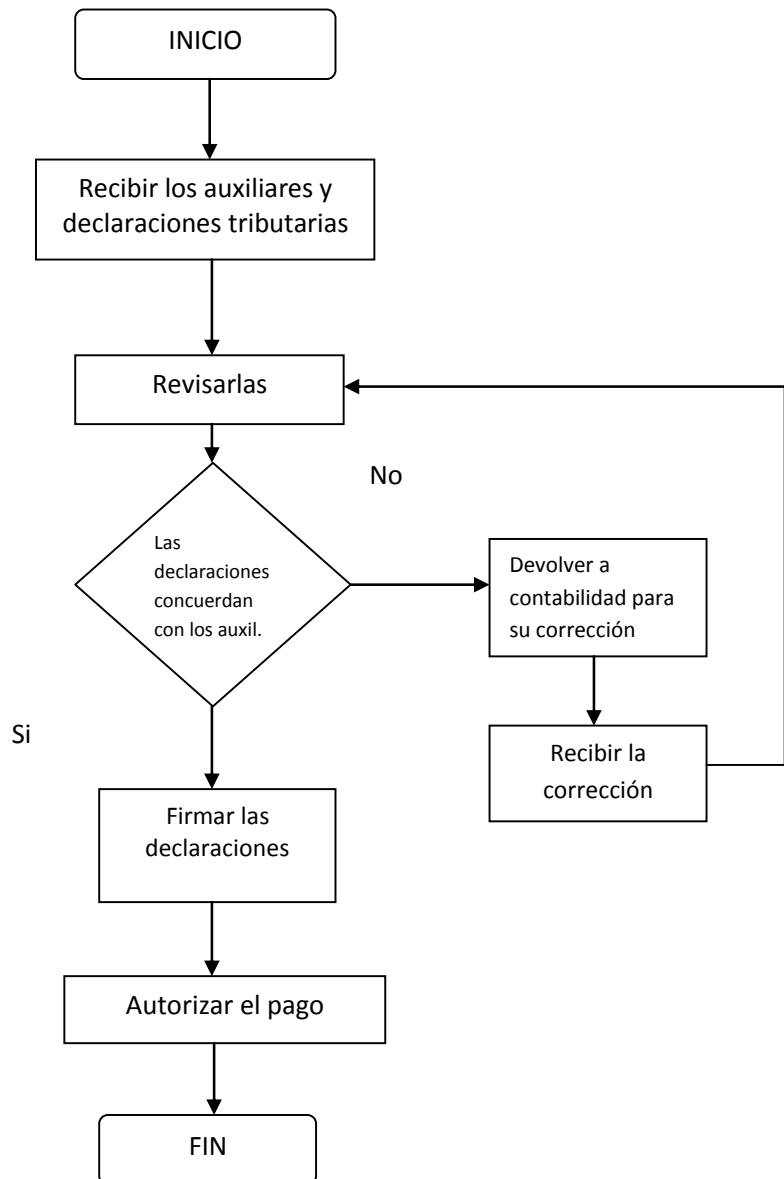 INICIO
Recibir los auxiliares y
declaraciones tributarias
Revisarlas
No
Las
declaraciones
concuerdan
con los auxil.
Devolver a
contabilidad para
su corrección
Si
Recibir la
corrección
Firmar las
declaraciones
Autorizar el pago
FIN